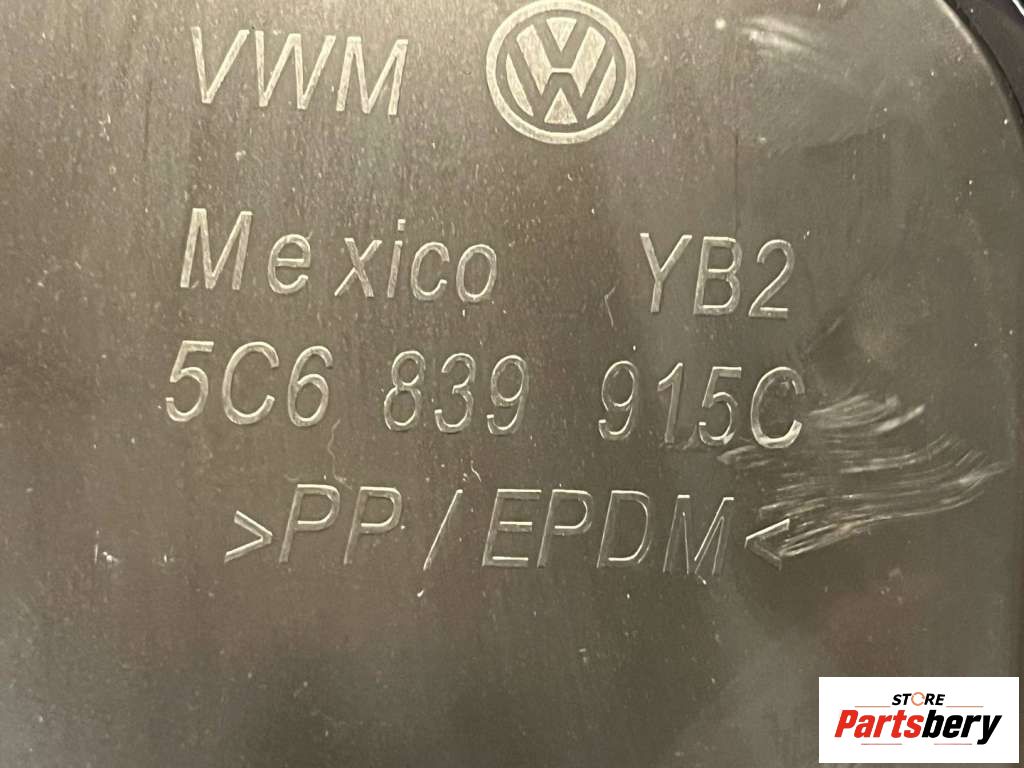 VWM
Mexico YB2
5C6 839 915C
>PP/EPDM<
STORE
Partsbery